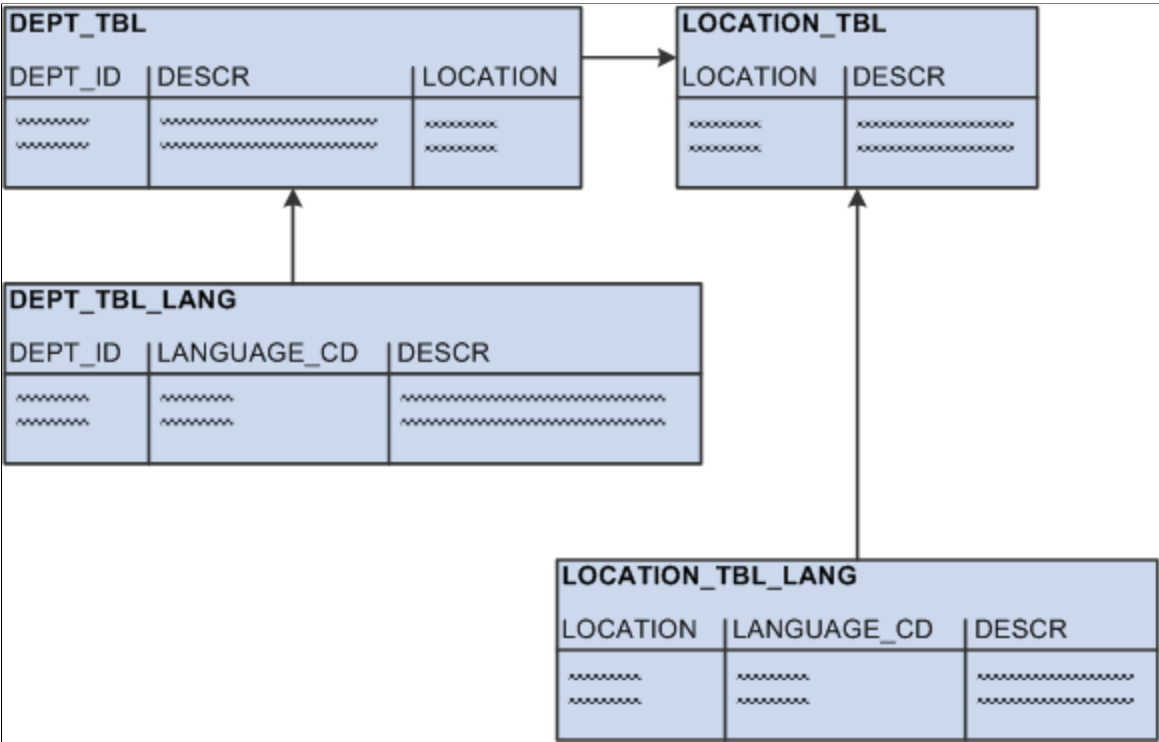 DEPT_TBL
DEPT_ID DESCR LOCATION
LOCATION_TBL
LOCATION DESCR
DEPT_TBL_LANG
DEPT_ID LANGUAGE_CD DESCR
LOCATION_TBL_LANG
LOCATION LANGUAGE_CD DESCR